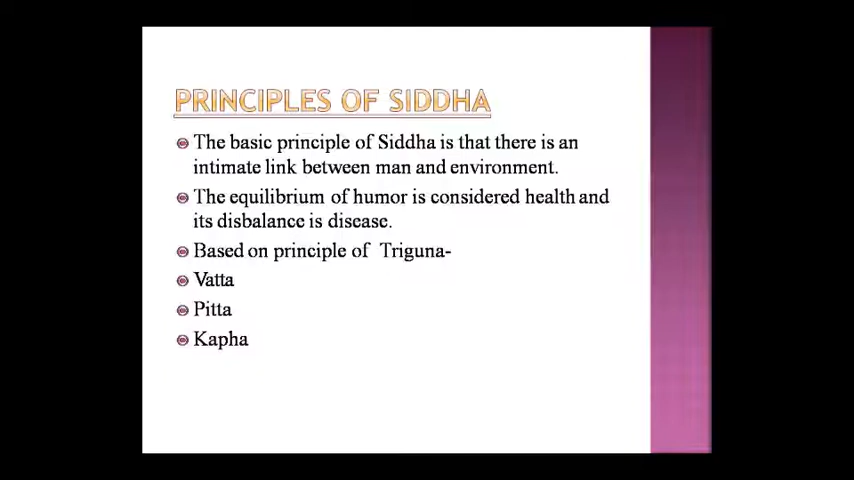 PRINCIPLES OF SIDDHA
The basic principle of Siddha is that there is an
intimate link between man and environment.
The equilibrium of humor is considered health and
its disbalance is disease.
Based on principle of Triguna-
Vatta
Pitta
Kapha